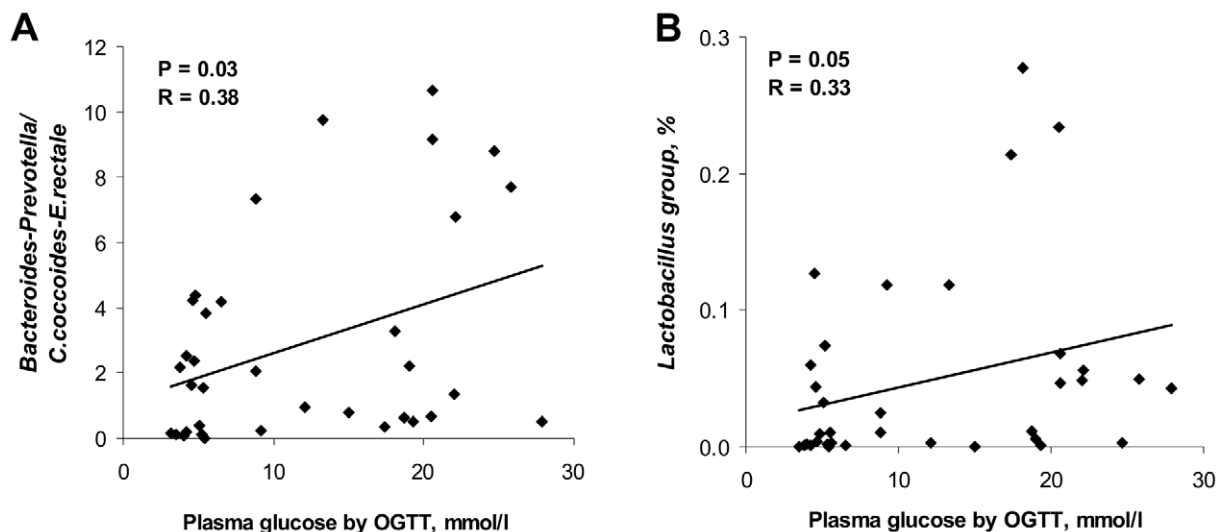 A
P = 0.03
R = 0.38
12
10
8
6
4
2
0
Bacteroides-Prevotella/
C.coccoides-E.rectale
0 10 20 30
Plasma glucose by OGTT, mmol/l
B
P = 0.05
R = 0.33
0.3
0.2
0.1
0.0
Lactobacillus group, %
0 10 20 30
Plasma glucose by OGTT, mmol/l